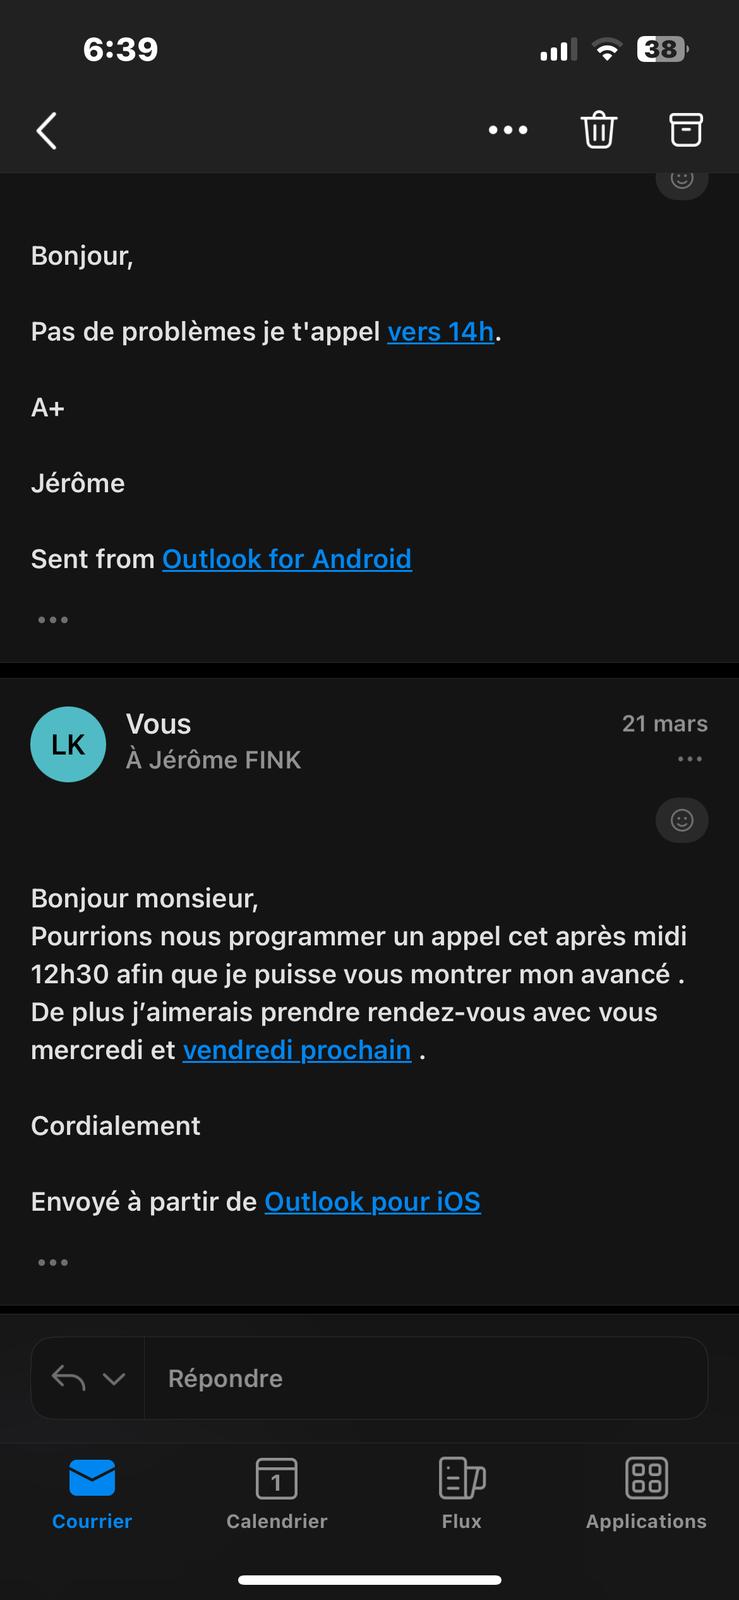 6:39
38
Bonjour,
Pas de problèmes je t'appel vers 14h.
A+
Jérôme
Sent from Outlook for Android
LK
Vous
21 mars
À Jérôme FINK
Bonjour monsieur,
Pourrions nous programmer un appel cet après midi
12h30 afin que je puisse vous montrer mon avancé .
De plus j’aimerais prendre rendez-vous avec vous
mercredi et vendredi prochain .
Cordialement
Envoyé à partir de Outlook pour iOS
Répondre
1
Courrier
Calendrier
Flux
Applications